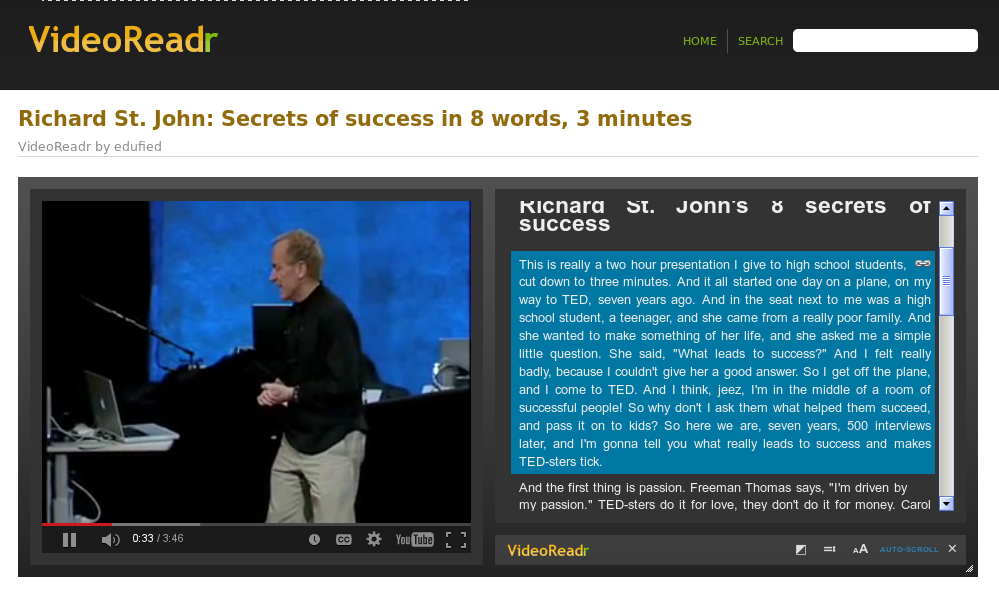 VideoReadr
HOME
SEARCH
Richard St. John: Secrets of success in 8 words, 3 minutes
VideoReadr by edufied
Richard St. John's 8 secrets of
success
This is really a two hour presentation I give to high school students,
cut down to three minutes. And it all started one day on a plane, on my
way to TED, seven years ago. And in the seat next to me was a high
school student, a teenager, and she came from a really poor family. And
she wanted to make something of her life, and she asked me a simple
little question. She said, "What leads to success?" And I felt really
badly, because I couldn't give her a good answer. So I get off the plane,
and I come to TED. And I think, jeez, I'm in the middle of a room of
successful people! So why don't I ask them what helped them succeed,
and pass it on to kids? So here we are, seven years, 500 interviews
later, and I'm gonna tell you what really leads to success and makes
TED-sters tick.
And the first thing is passion. Freeman Thomas says, "I'm driven by
my passion." TED-sters do it for love, they don't do it for money. Carol
0:33 / 3:46
CC
YouTube
VideoReadr
AA
AUTO-SCROLL